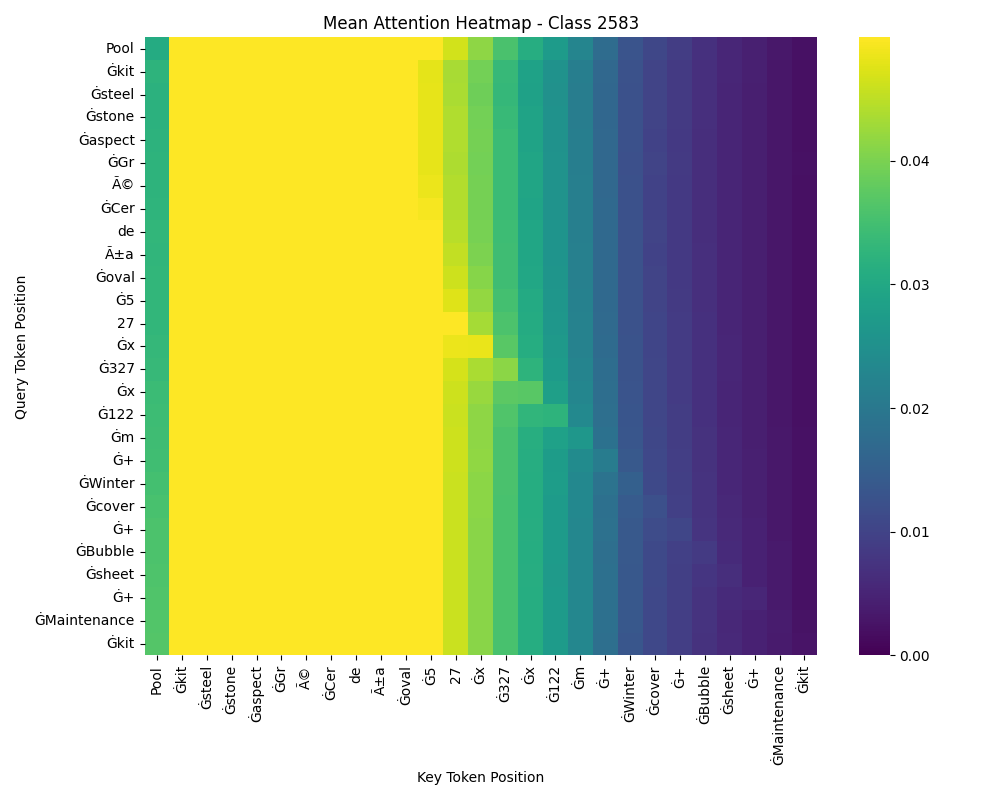 Mean Attention Heatmap - Class 2583
Query Token Position
Pool
Ġkit
Ġsteel
Ġstone
Ġaspect
ĠGr
Ã©
ĠCer
de
Ã±a
Ġoval
Ġ5
27
Ġx
Ġ327
Ġx
Ġ122
Ġm
Ġ+
ĠWinter
Ġcover
Ġ+
ĠBubble
Ġsheet
Ġ+
ĠMaintenance
Ġkit
Pool
Ġkit
Ġsteel
Ġstone
Ġaspect
ĠGr
Ã©
ĠCer
de
Ã±a
Ġoval
Ġ5
27
Ġx
Ġ327
Ġx
Ġ122
Ġm
Ġ+
ĠWinter
Ġcover
Ġ+
ĠBubble
Ġsheet
Ġ+
ĠMaintenance
Ġkit
Key Token Position
0.04
0.03
0.02
0.01
0.00